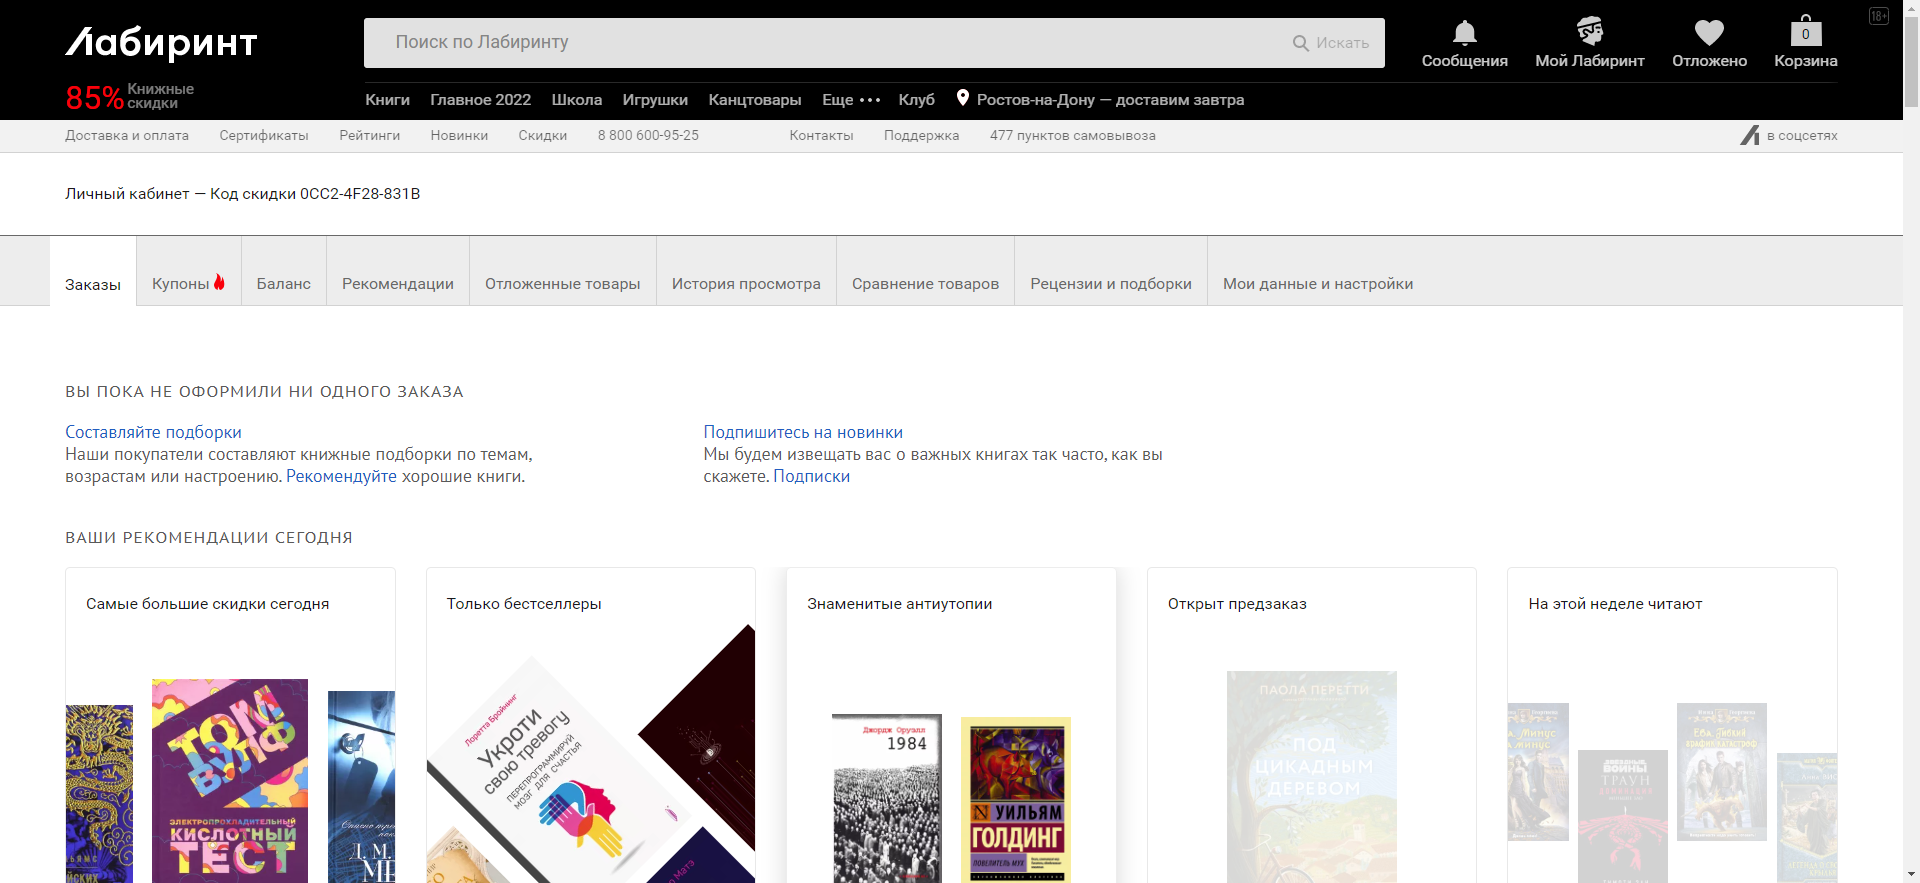 Лабиринт
Поиск по Лабиринту
Искать
Сообщения
Мой Лабиринт
Отложено
0
Корзина
18+
85% Книжные скидки
Книги
Главное 2022
Школа
Игрушки
Канцтовары
Еще •••
Клуб
Ростов-на-Дону — доставим завтра
Доставка и оплата
Сертификаты
Рейтинги
Новинки
Скидки
8 800 600-95-25
Контакты
Поддержка
477 пунктов самовывоза
в соцсетях
Личный кабинет — Код скидки 0CC2-4F28-831B
Заказы
Купоны
Баланс
Рекомендации
Отложенные товары
История просмотра
Сравнение товаров
Рецензии и подборки
Мои данные и настройки
ВЫ ПОКА НЕ ОФОРМИЛИ НИ ОДНОГО ЗАКАЗА
Составляйте подборки
Наши покупатели составляют книжные подборки по темам,
возрастам или настроению. Рекомендуйте хорошие книги.
Подпишитесь на новинки
Мы будем извещать вас о важных книгах так часто, как вы
скажете. Подписки
ВАШИ РЕКОМЕНДАЦИИ СЕГОДНЯ
Самые большие скидки сегодня
ТОМ
ВУЛФ
ЭЛЕКТРОПРОХЛАДИТЕЛЬНЫЙ
КИСЛОТНЫЙ
ТЕСТ
Д. М.
Только бестселлеры
Лоретта Бройнинг
Укроти
свою тревогу
ПЕРЕПРОГРАММИРУЙ
МОЗГ ДЛЯ СЧАСТЬЯ
Знаменитые антиутопии
Джордж Оруэлл
1984
УИЛЬЯМ
ГОЛДИНГ
ПОВЕЛИТЕЛЬ МУХ
Открыт предзаказ
ПАОЛА ПЕРЕТТИ
ПОД
ЦИКАДНЫМ
ДЕРЕВОМ
На этой неделе читают
ЗВЁЗДНЫЕ
ВОЙНЫ
ТРАУН
Ева. Гибкий
график катастроф